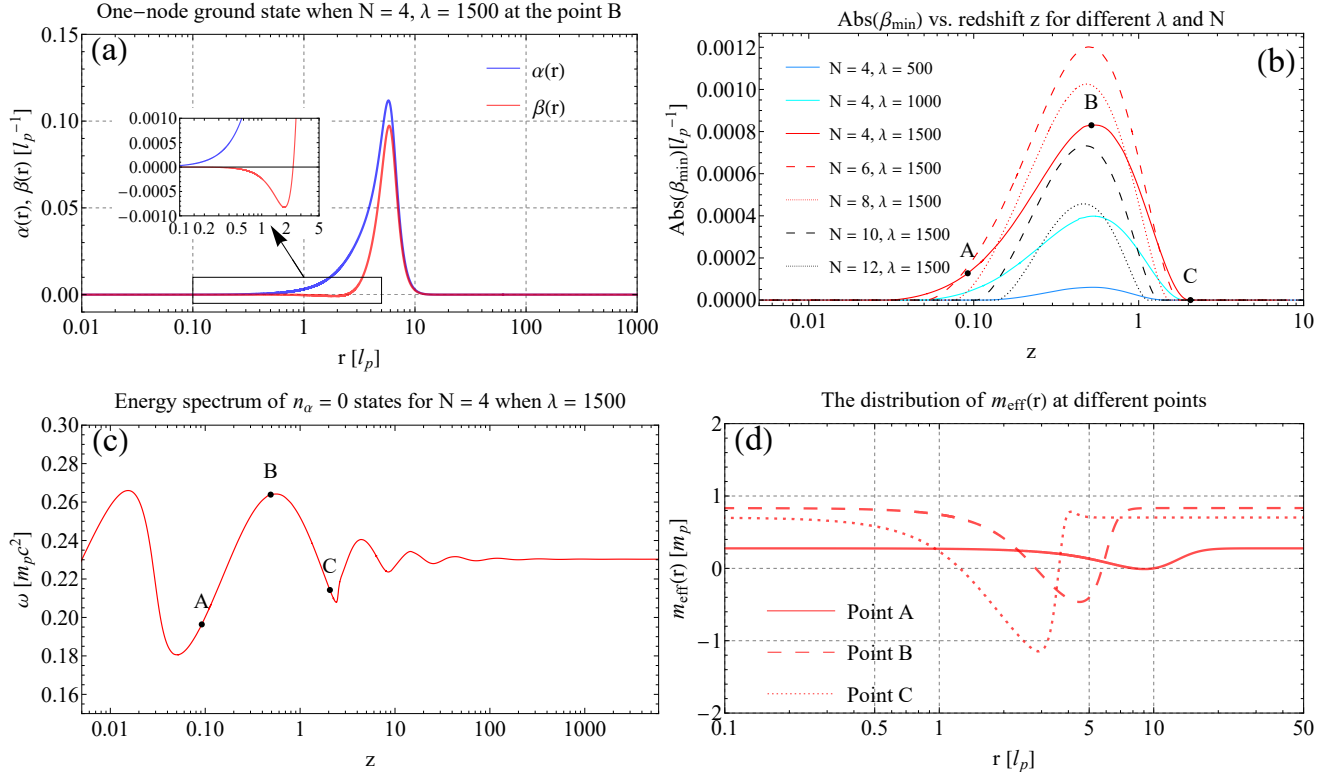 One-node ground state when N = 4, λ = 1500 at the point B
(a)
α(r)
β(r)
α(r), β(r) [l_p^{-1}]
0.15
0.10
0.05
0.00
0.0010
0.0005
0.0000
−0.0005
−0.0010
0.1 0.2 0.5 1 2 5
0.01 0.10 1 10 100 1000
r [l_p]
Abs(β_min) vs. redshift z for different λ and N
(b)
Abs(β_min)[l_p^{-1}]
0.0012
0.0010
0.0008
0.0006
0.0004
0.0002
0.0000
N = 4, λ = 500
N = 4, λ = 1000
N = 4, λ = 1500
N = 6, λ = 1500
N = 8, λ = 1500
N = 10, λ = 1500
N = 12, λ = 1500
B
A
C
0.01 0.10 1 10
z
Energy spectrum of n_α = 0 states for N = 4 when λ = 1500
(c)
ω [m_p c^2]
0.30
0.28
0.26
0.24
0.22
0.20
0.18
0.16
B
C
A
0.01 0.10 1 10 100 1000
z
The distribution of m_eff(r) at different points
(d)
m_eff(r) [m_p]
2
1
0
−1
−2
Point A
Point B
Point C
0.1 0.5 1 5 10 50
r [l_p]